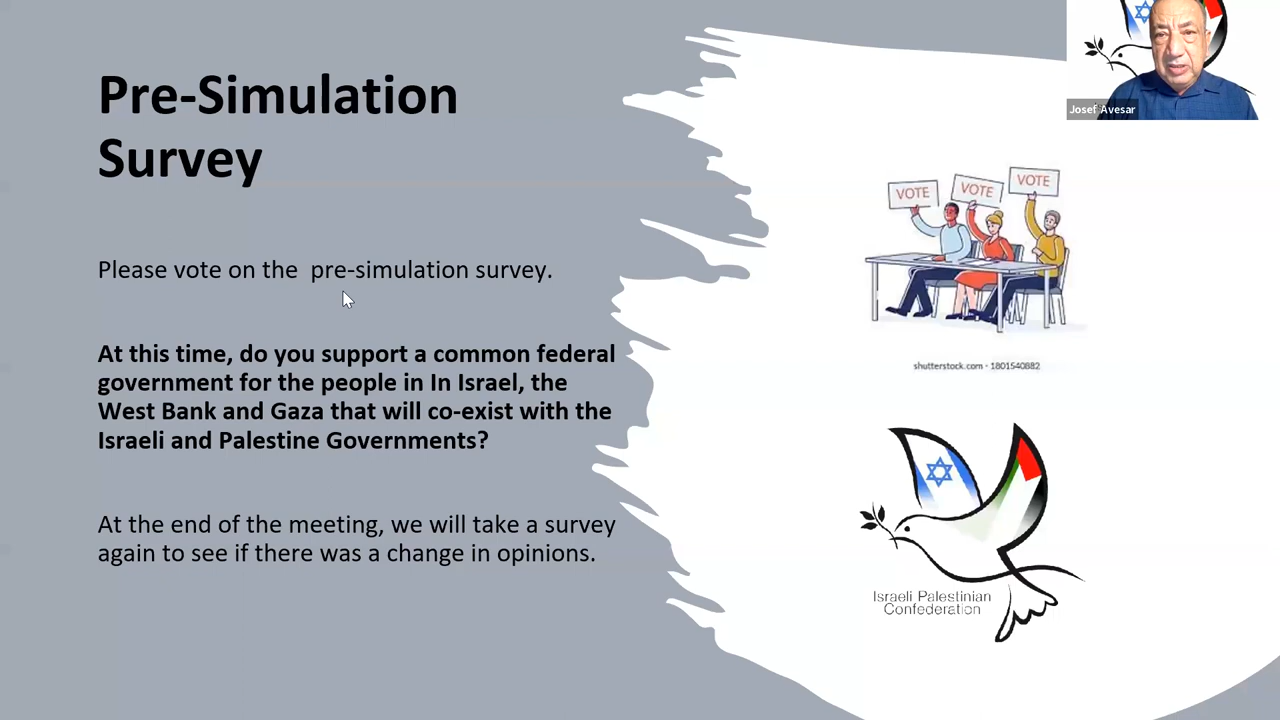 Pre-Simulation
Survey
Please vote on the  pre-simulation survey.
At this time, do you support a common federal
government for the people in In Israel, the
West Bank and Gaza that will co-exist with the
Israeli and Palestine Governments?
At the end of the meeting, we will take a survey
again to see if there was a change in opinions.
Josef Avesar
VOTE
VOTE
VOTE
shutterstock.com · 1801540882
Israeli Palestinian
Confederation